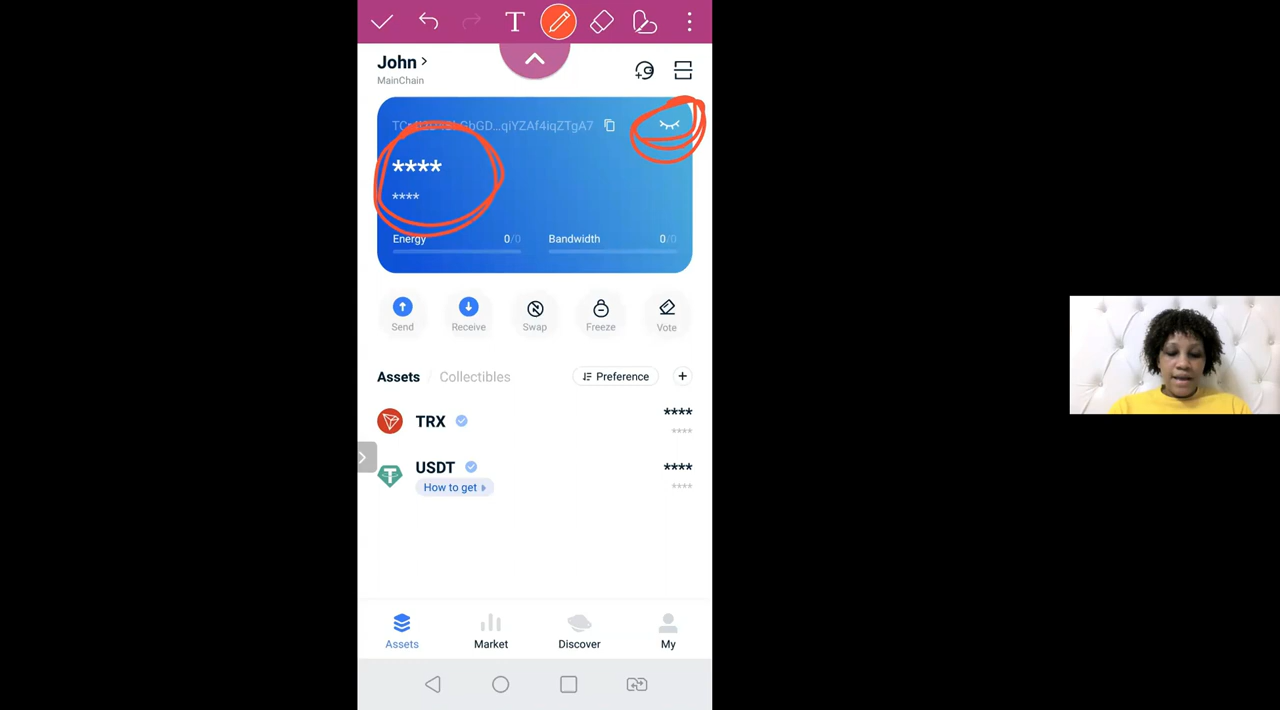 T
John >
MainChain
qiYZAf4iqZTgA7
****
****
Energy 0/0 Bandwidth 0/0
Send Receive Swap Freeze Vote
Assets / Collectibles Preference +
TRX ****
****
USDT ****
How to get ****
Assets Market Discover My